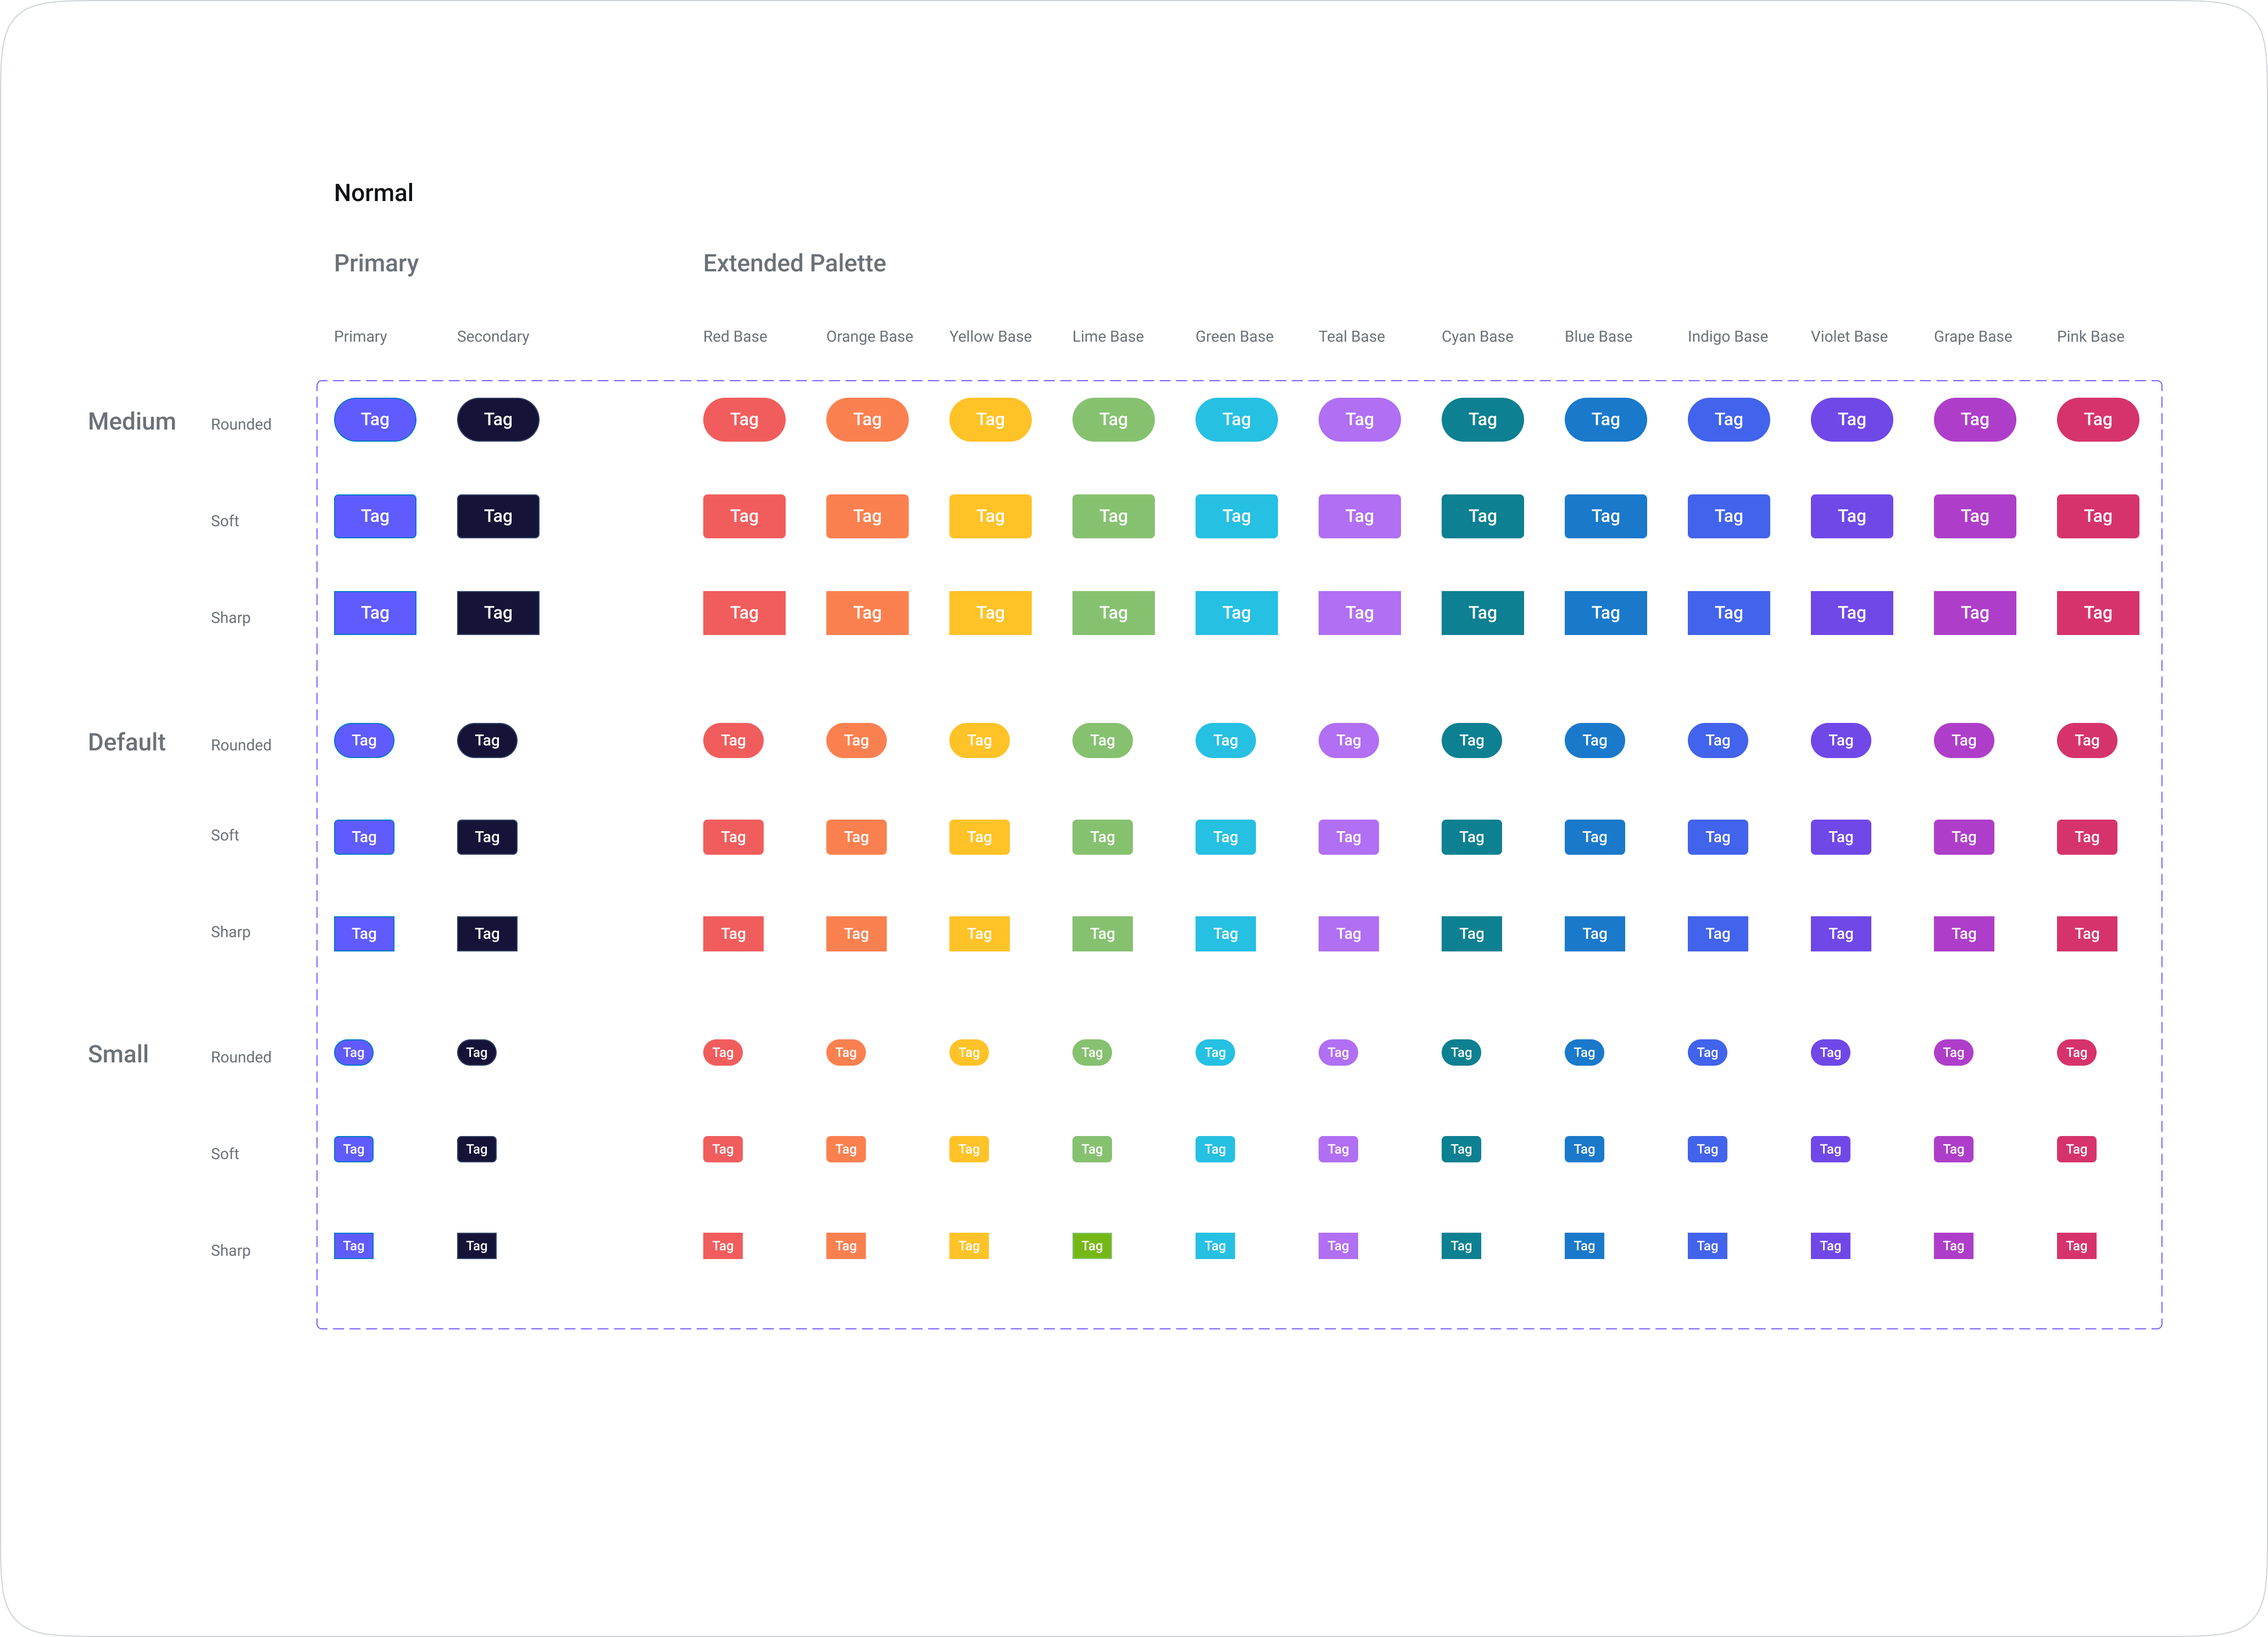 Normal
Primary Extended Palette
Primary Secondary Red Base Orange Base Yellow Base Lime Base Green Base Teal Base Cyan Base Blue Base Indigo Base Violet Base Grape Base Pink Base
Medium Rounded Tag Tag Tag Tag Tag Tag Tag Tag Tag Tag Tag Tag Tag Tag
Soft Tag Tag Tag Tag Tag Tag Tag Tag Tag Tag Tag Tag Tag Tag
Sharp Tag Tag Tag Tag Tag Tag Tag Tag Tag Tag Tag Tag Tag Tag
Default Rounded Tag Tag Tag Tag Tag Tag Tag Tag Tag Tag Tag Tag Tag Tag
Soft Tag Tag Tag Tag Tag Tag Tag Tag Tag Tag Tag Tag Tag Tag
Sharp Tag Tag Tag Tag Tag Tag Tag Tag Tag Tag Tag Tag Tag Tag
Small Rounded Tag Tag Tag Tag Tag Tag Tag Tag Tag Tag Tag Tag Tag Tag
Soft Tag Tag Tag Tag Tag Tag Tag Tag Tag Tag Tag Tag Tag Tag
Sharp Tag Tag Tag Tag Tag Tag Tag Tag Tag Tag Tag Tag Tag Tag